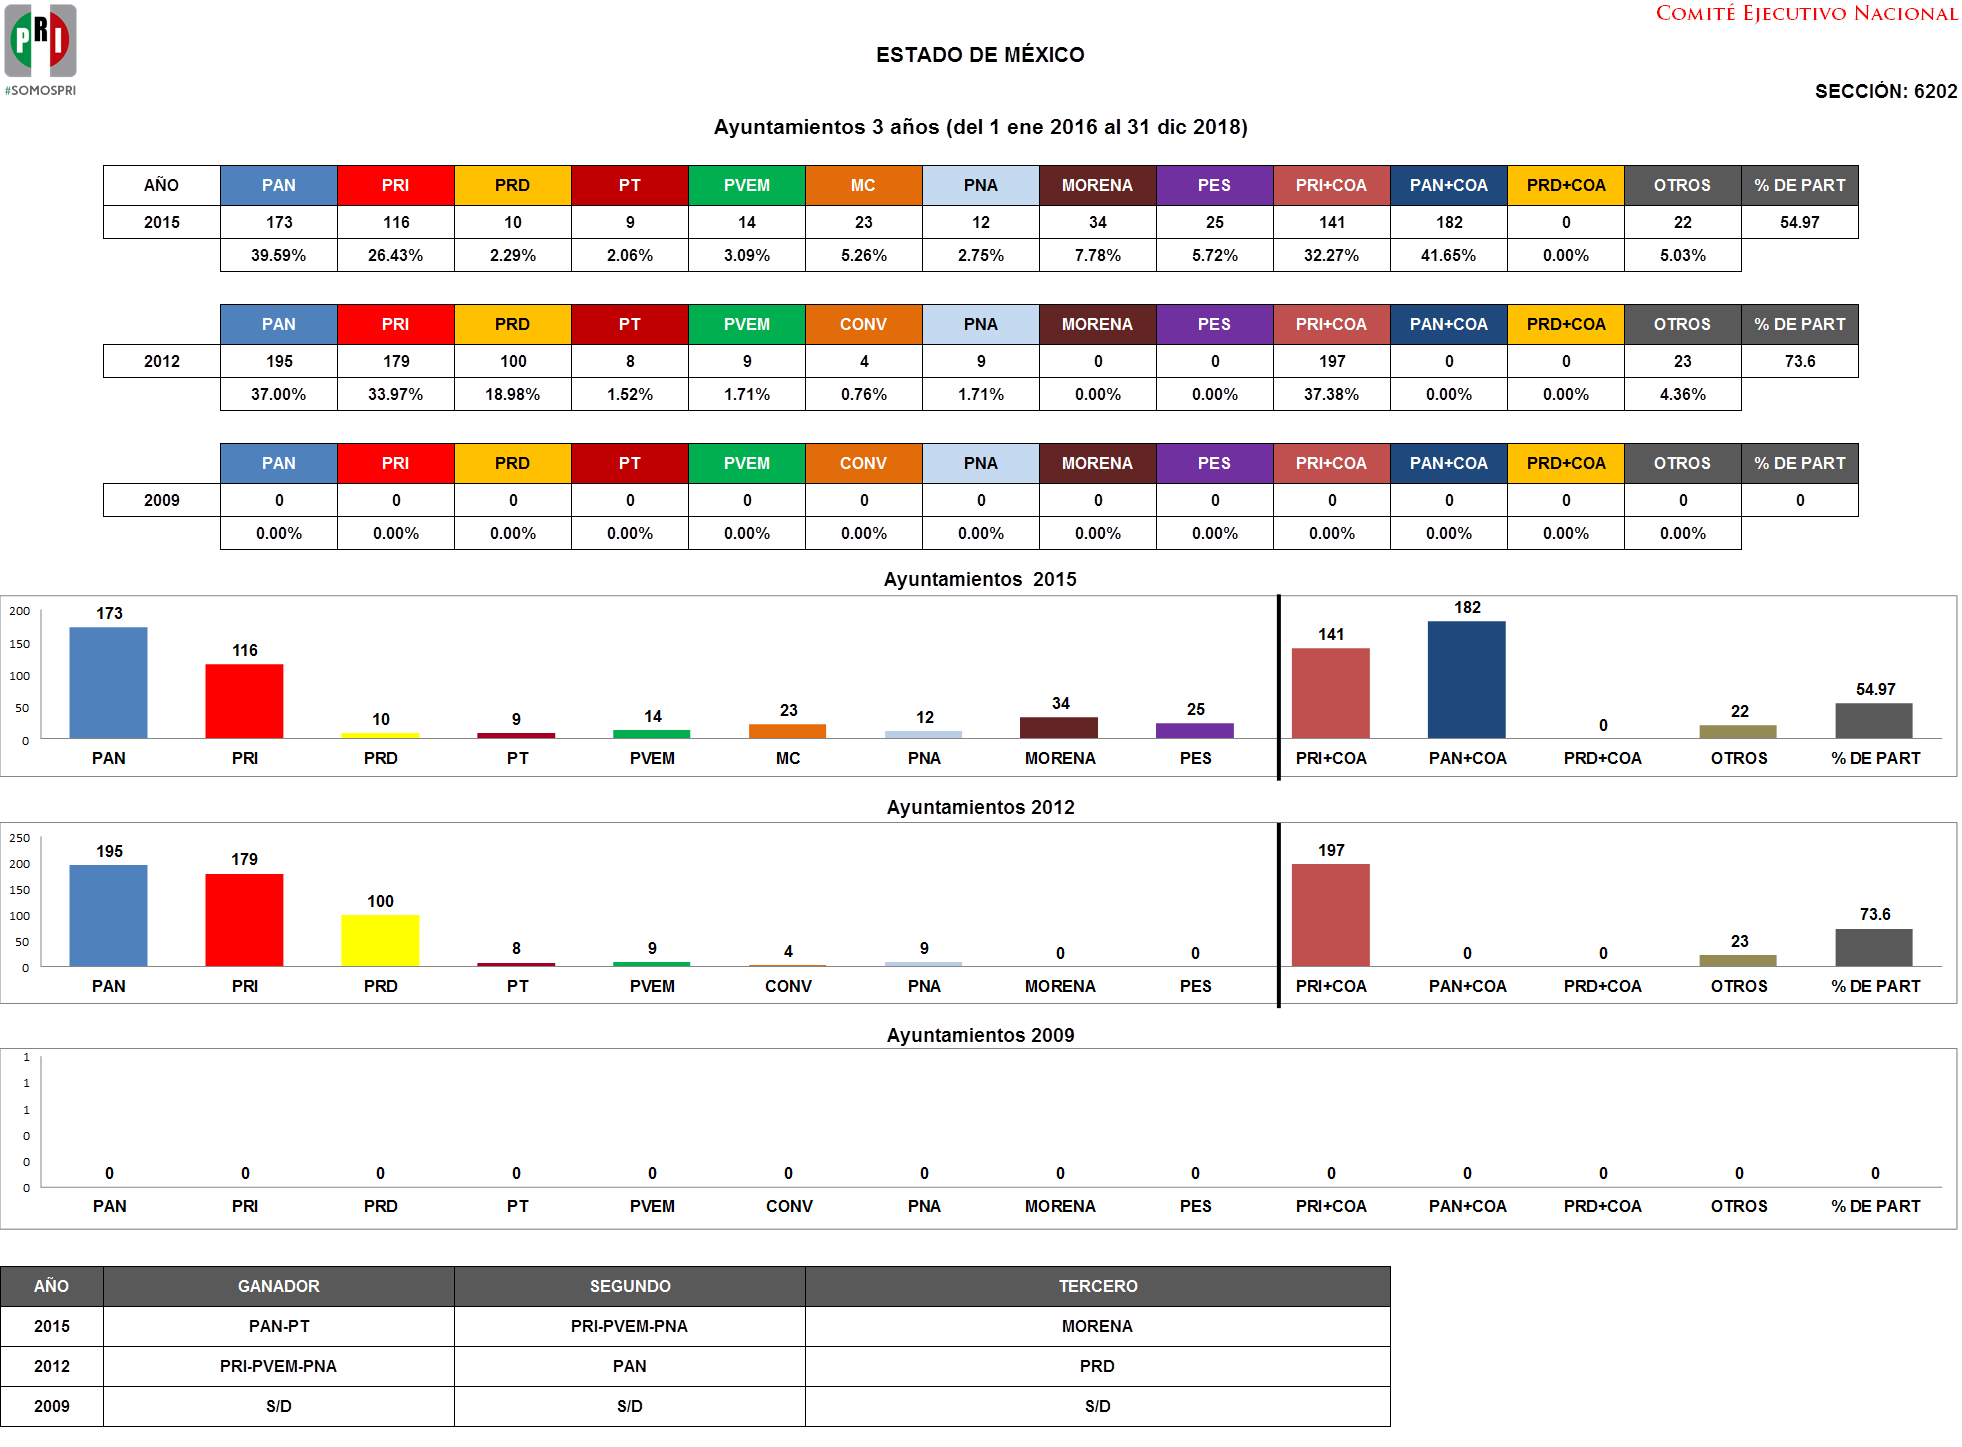 PRI
#SOMOSPRI
COMITÉ EJECUTIVO NACIONAL
ESTADO DE MÉXICO
SECCIÓN: 6202
Ayuntamientos 3 años (del 1 ene 2016 al 31 dic 2018)
AÑO PAN PRI PRD PT PVEM MC PNA MORENA PES PRI+COA PAN+COA PRD+COA OTROS % DE PART
2015 173 116 10 9 14 23 12 34 25 141 182 0 22 54.97
39.59% 26.43% 2.29% 2.06% 3.09% 5.26% 2.75% 7.78% 5.72% 32.27% 41.65% 0.00% 5.03%
PAN PRI PRD PT PVEM CONV PNA MORENA PES PRI+COA PAN+COA PRD+COA OTROS % DE PART
2012 195 179 100 8 9 4 9 0 0 197 0 0 23 73.6
37.00% 33.97% 18.98% 1.52% 1.71% 0.76% 1.71% 0.00% 0.00% 37.38% 0.00% 0.00% 4.36%
PAN PRI PRD PT PVEM CONV PNA MORENA PES PRI+COA PAN+COA PRD+COA OTROS % DE PART
2009 0 0 0 0 0 0 0 0 0 0 0 0 0 0
0.00% 0.00% 0.00% 0.00% 0.00% 0.00% 0.00% 0.00% 0.00% 0.00% 0.00% 0.00% 0.00%
Ayuntamientos 2015
200
150
100
50
0
173 116 10 9 14 23 12 34 25 141 182 0 22 54.97
PAN PRI PRD PT PVEM MC PNA MORENA PES PRI+COA PAN+COA PRD+COA OTROS % DE PART
Ayuntamientos 2012
250
200
150
100
50
0
195 179 100 8 9 4 9 0 0 197 0 0 23 73.6
PAN PRI PRD PT PVEM CONV PNA MORENA PES PRI+COA PAN+COA PRD+COA OTROS % DE PART
Ayuntamientos 2009
1
1
1
0
0
0
0 0 0 0 0 0 0 0 0 0 0 0 0 0
PAN PRI PRD PT PVEM CONV PNA MORENA PES PRI+COA PAN+COA PRD+COA OTROS % DE PART
AÑO GANADOR SEGUNDO TERCERO
2015 PAN-PT PRI-PVEM-PNA MORENA
2012 PRI-PVEM-PNA PAN PRD
2009 S/D S/D S/D